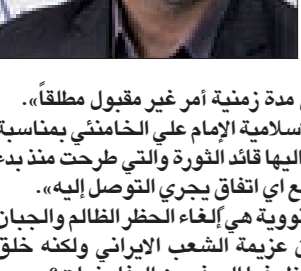 مدة زمنية أمر غير مقبول مطلقاً».
سلامية الإمام علي الخامنئي بمناسبة
اليها قائد الثورة والتي طرحت منذ بدء
ع اي اتفاق يجري التوصل إليه».
نووية هي إلغاء الحظر الظالم والجبان
عزيمة الشعب الايراني ولكنه خلق